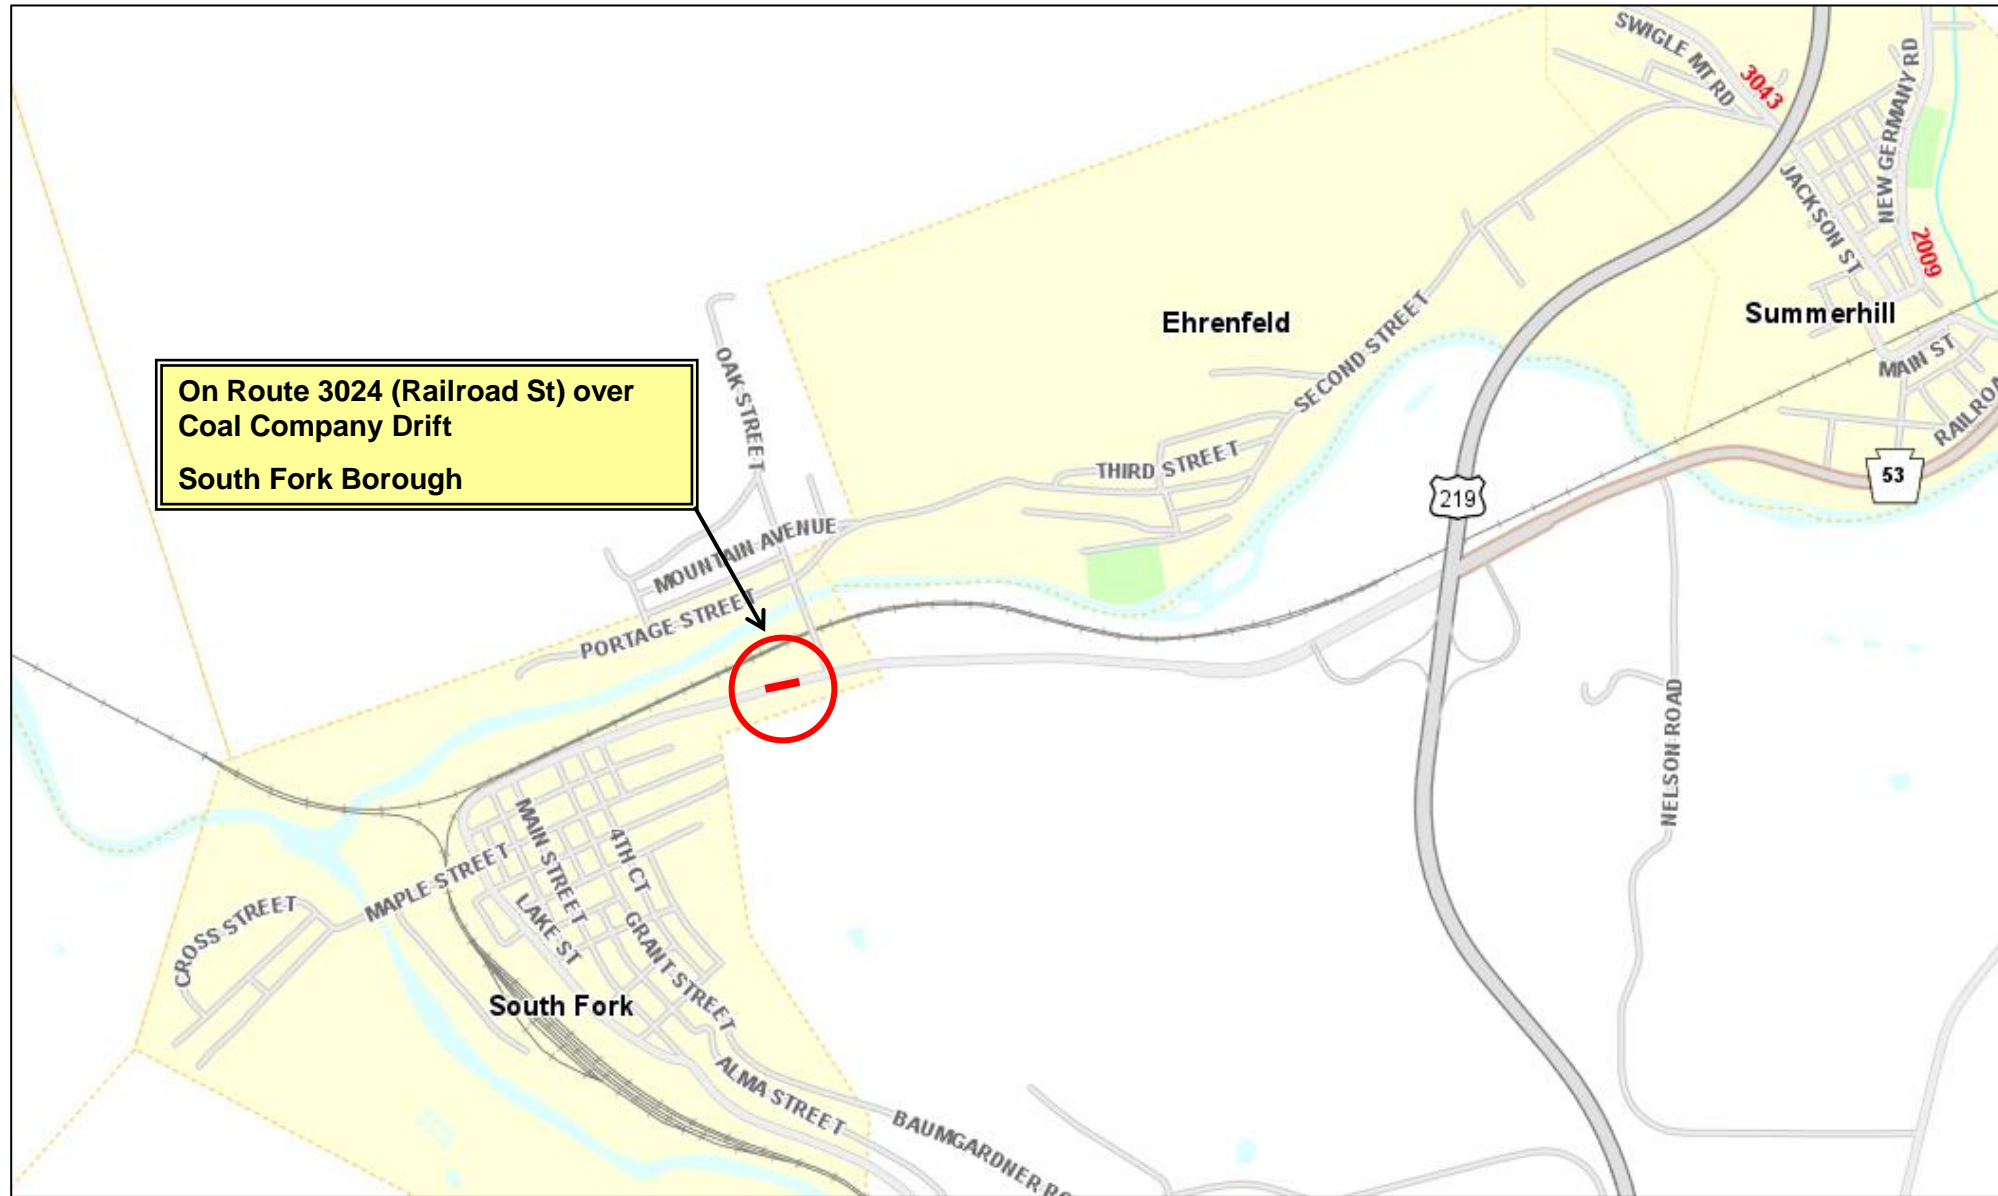 SWIGLE MT RD
3043
NEW GERMANY RD
JACKSON ST
2009
Ehrenfeld
Summerhill
SECOND STREET
MAIN ST
OAK STREET
On Route 3024 (Railroad St) over
Coal Company Drift
South Fork Borough
THIRD STREET
53
219
MOUNTAIN AVENUE
PORTAGE STREET
NELSON ROAD
MAIN STREET
4TH CT
MAPLE STREET
LAKE ST
CROSS STREET
GRANT STREET
South Fork
ALMA STREET
BAUMGARDNER
RAILROA